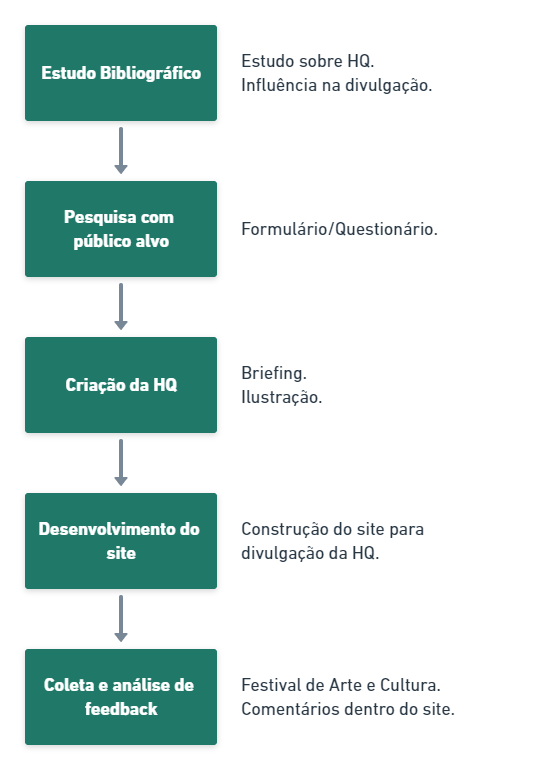 Estudo Bibliográfico
Estudo sobre HQ.
Influência na divulgação.
Pesquisa com
público alvo
Formulário/Questionário.
Criação da HQ
Briefing.
Ilustração.
Desenvolvimento do
site
Construção do site para
divulgação da HQ.
Coleta e análise de
feedback
Festival de Arte e Cultura.
Comentários dentro do site.